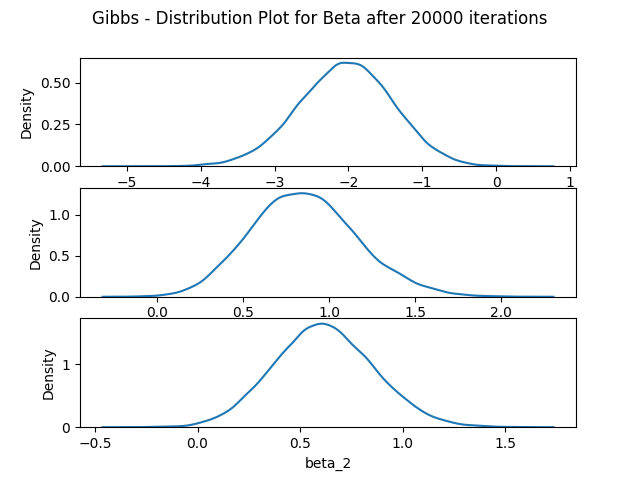 Gibbs - Distribution Plot for Beta after 20000 iterations
0.50
0.25
0.00
Density
−5 −4 −3 −2 −1 0 1
1.0
0.5
0.0
Density
0.0 0.5 1.0 1.5 2.0
1
0
Density
−0.5 0.0 0.5 1.0 1.5
beta_2